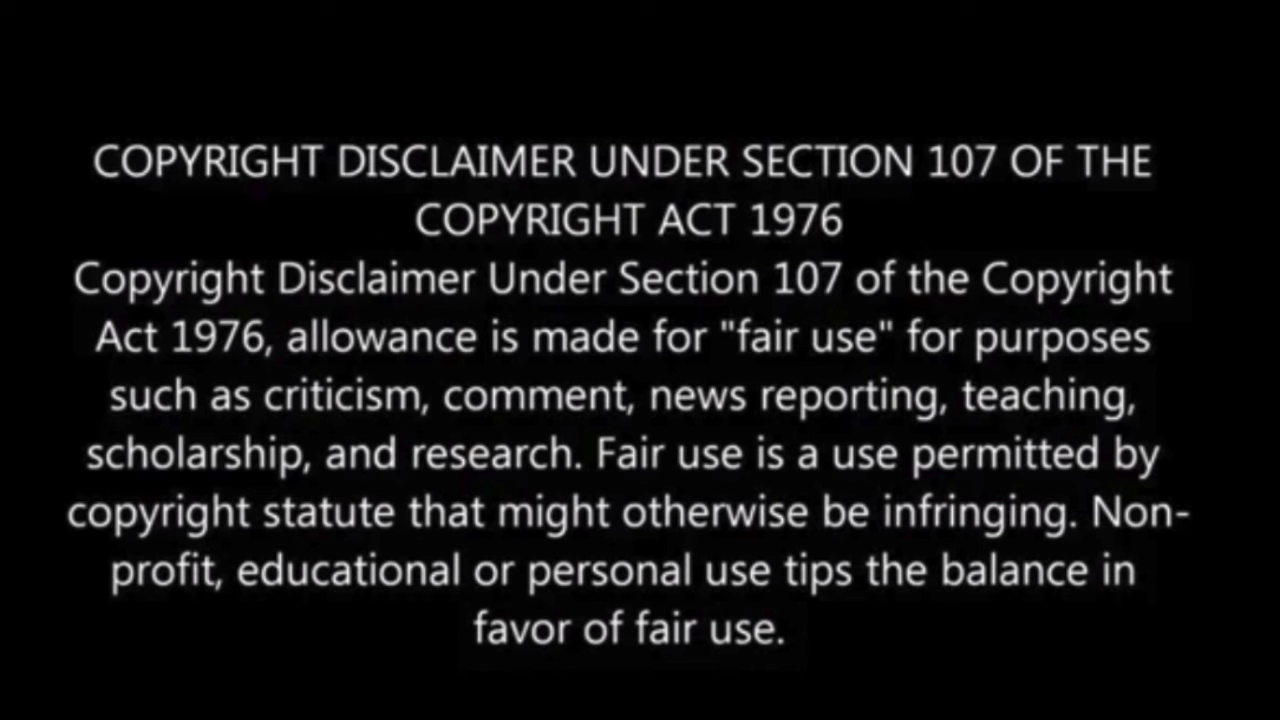 COPYRIGHT DISCLAIMER UNDER SECTION 107 OF THE
COPYRIGHT ACT 1976
Copyright Disclaimer Under Section 107 of the Copyright
Act 1976, allowance is made for "fair use" for purposes
such as criticism, comment, news reporting, teaching,
scholarship, and research. Fair use is a use permitted by
copyright statute that might otherwise be infringing. Non-
profit, educational or personal use tips the balance in
favor of fair use.